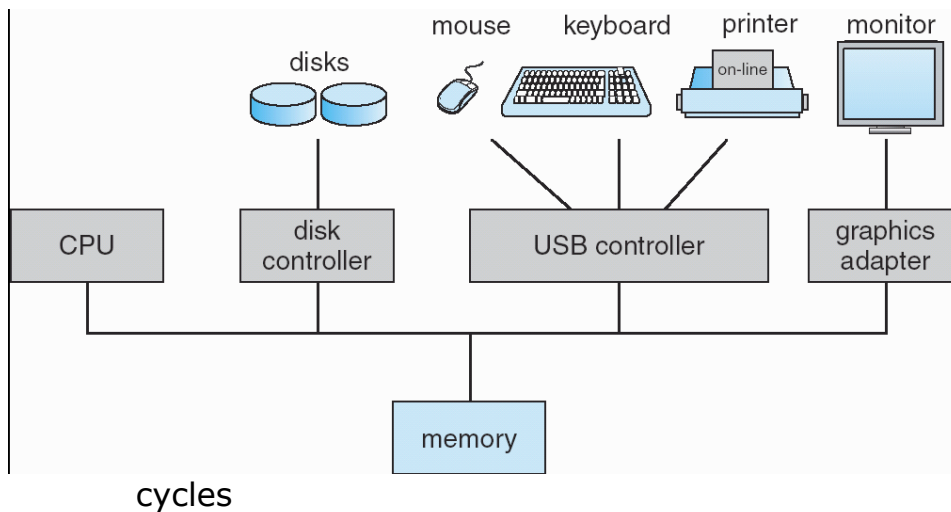 mouse
keyboard
printer
monitor
disks
on-line
CPU
disk
controller
USB controller
graphics
adapter
memory
cycles